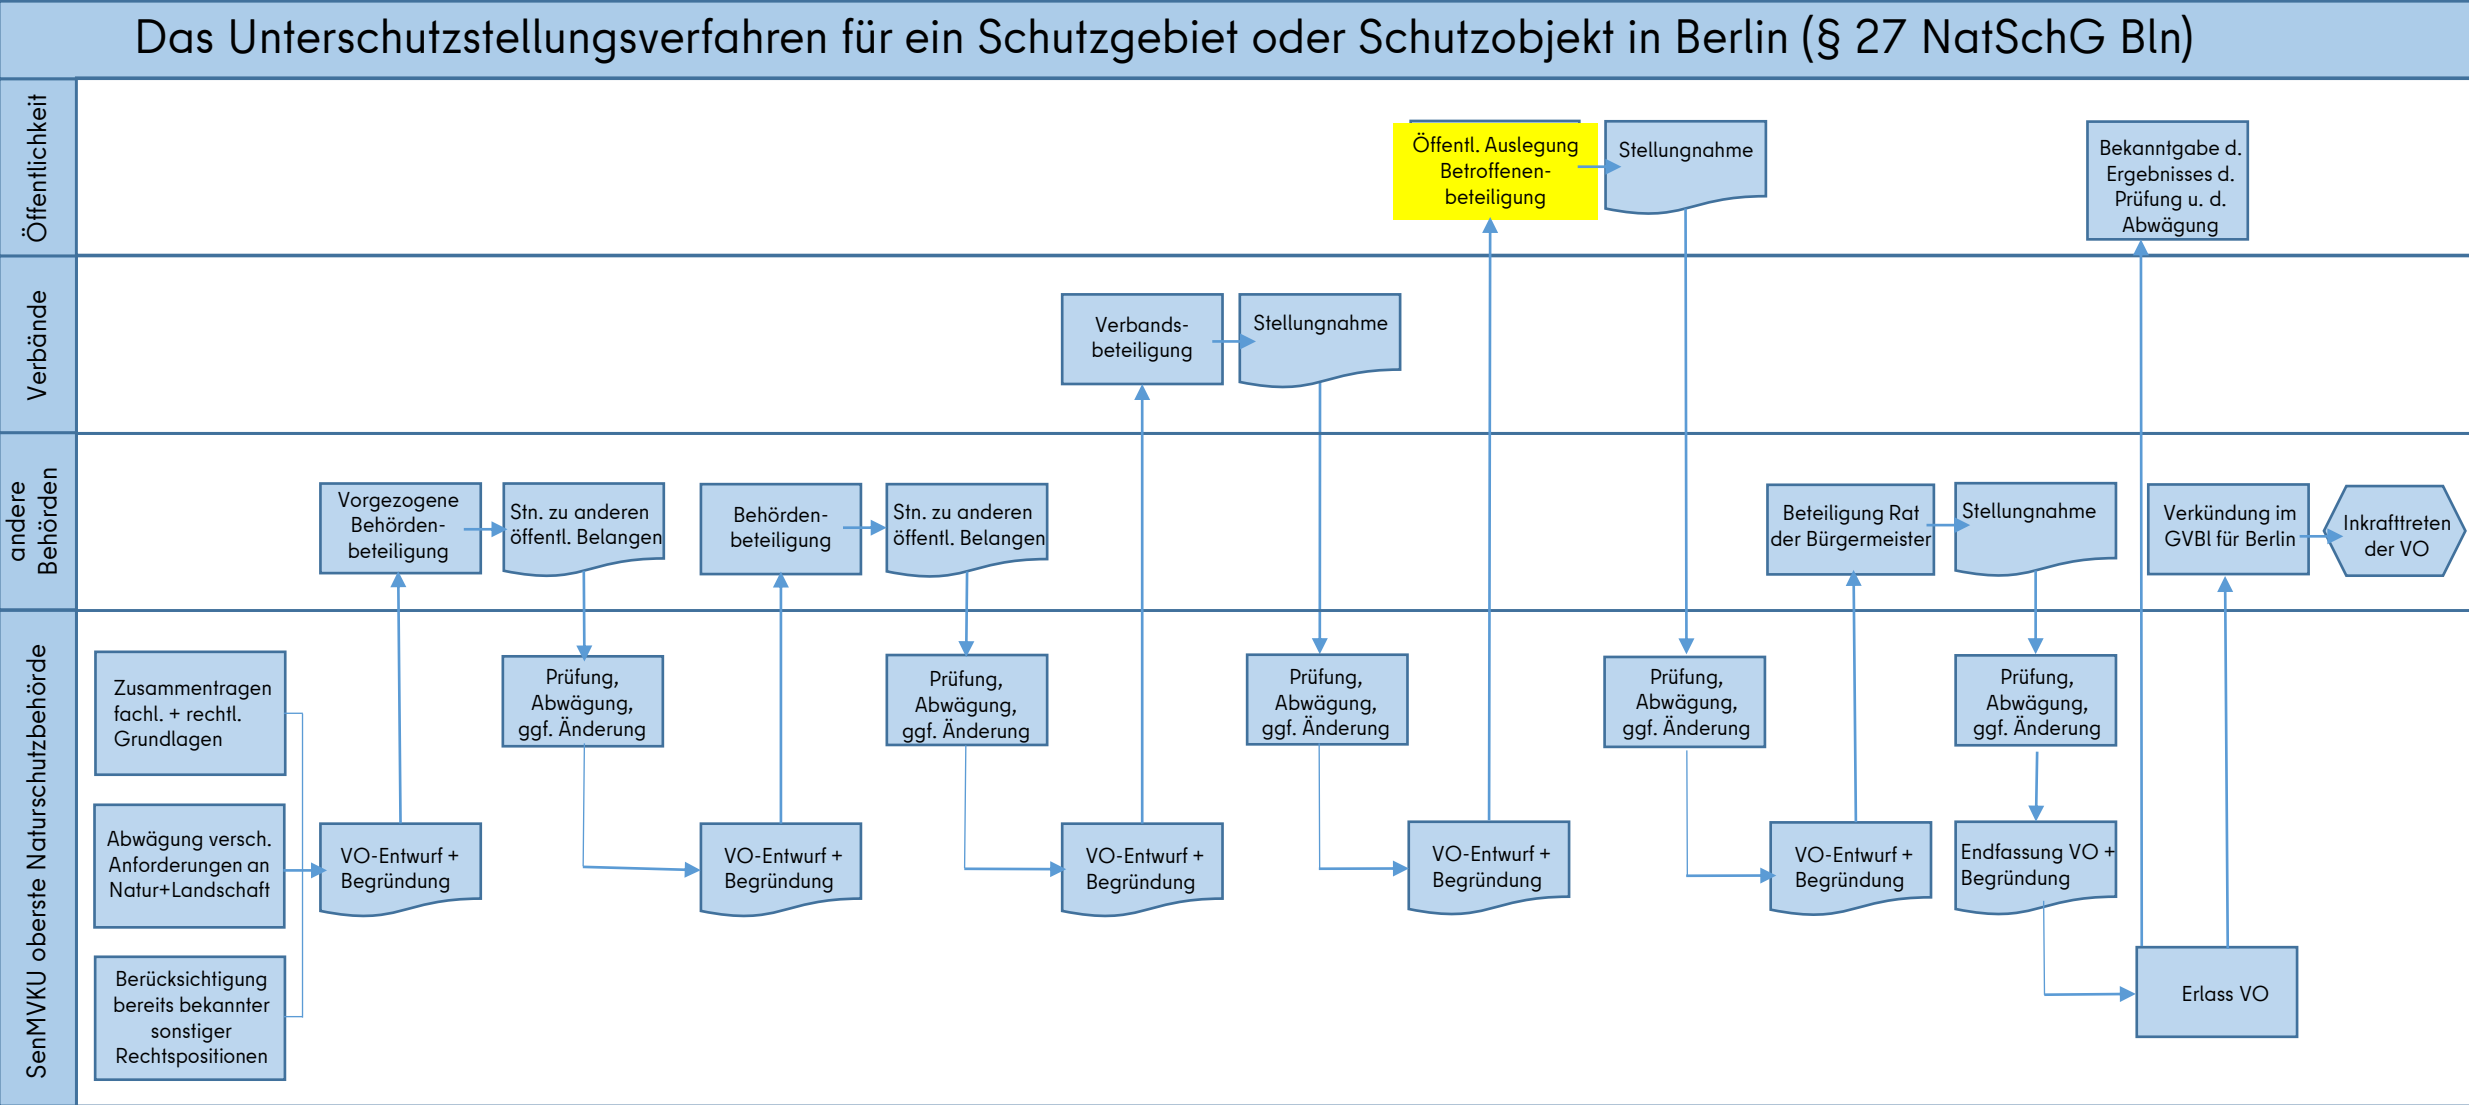 Das Unterschutzstellungsverfahren für ein Schutzgebiet oder Schutzobjekt in Berlin (§ 27 NatSchG Bln)
Öffentlichkeit
Öffentl. Auslegung
Betroffenen-
beteiligung
Stellungnahme
Bekanntgabe d.
Ergebnisses d.
Prüfung u. d.
Abwägung
Verbände
Verbands-
beteiligung
Stellungnahme
andere
Behörden
Vorgezogene
Behörden-
beteiligung
Stn. zu anderen
öffentl. Belangen
Behörden-
beteiligung
Stn. zu anderen
öffentl. Belangen
Beteiligung Rat
der Bürgermeister
Stellungnahme
Verkündung im
GVBl für Berlin
Inkrafttreten
der VO
SenMVKU oberste Naturschutzbehörde
Zusammentragen
fachl. + rechtl.
Grundlagen
Abwägung versch.
Anforderungen an
Natur+Landschaft
Berücksichtigung
bereits bekannter
sonstiger
Rechtspositionen
VO-Entwurf +
Begründung
Prüfung,
Abwägung,
ggf. Änderung
VO-Entwurf +
Begründung
Prüfung,
Abwägung,
ggf. Änderung
VO-Entwurf +
Begründung
Prüfung,
Abwägung,
ggf. Änderung
VO-Entwurf +
Begründung
Prüfung,
Abwägung,
ggf. Änderung
VO-Entwurf +
Begründung
Prüfung,
Abwägung,
ggf. Änderung
Endfassung VO +
Begründung
Erlass VO